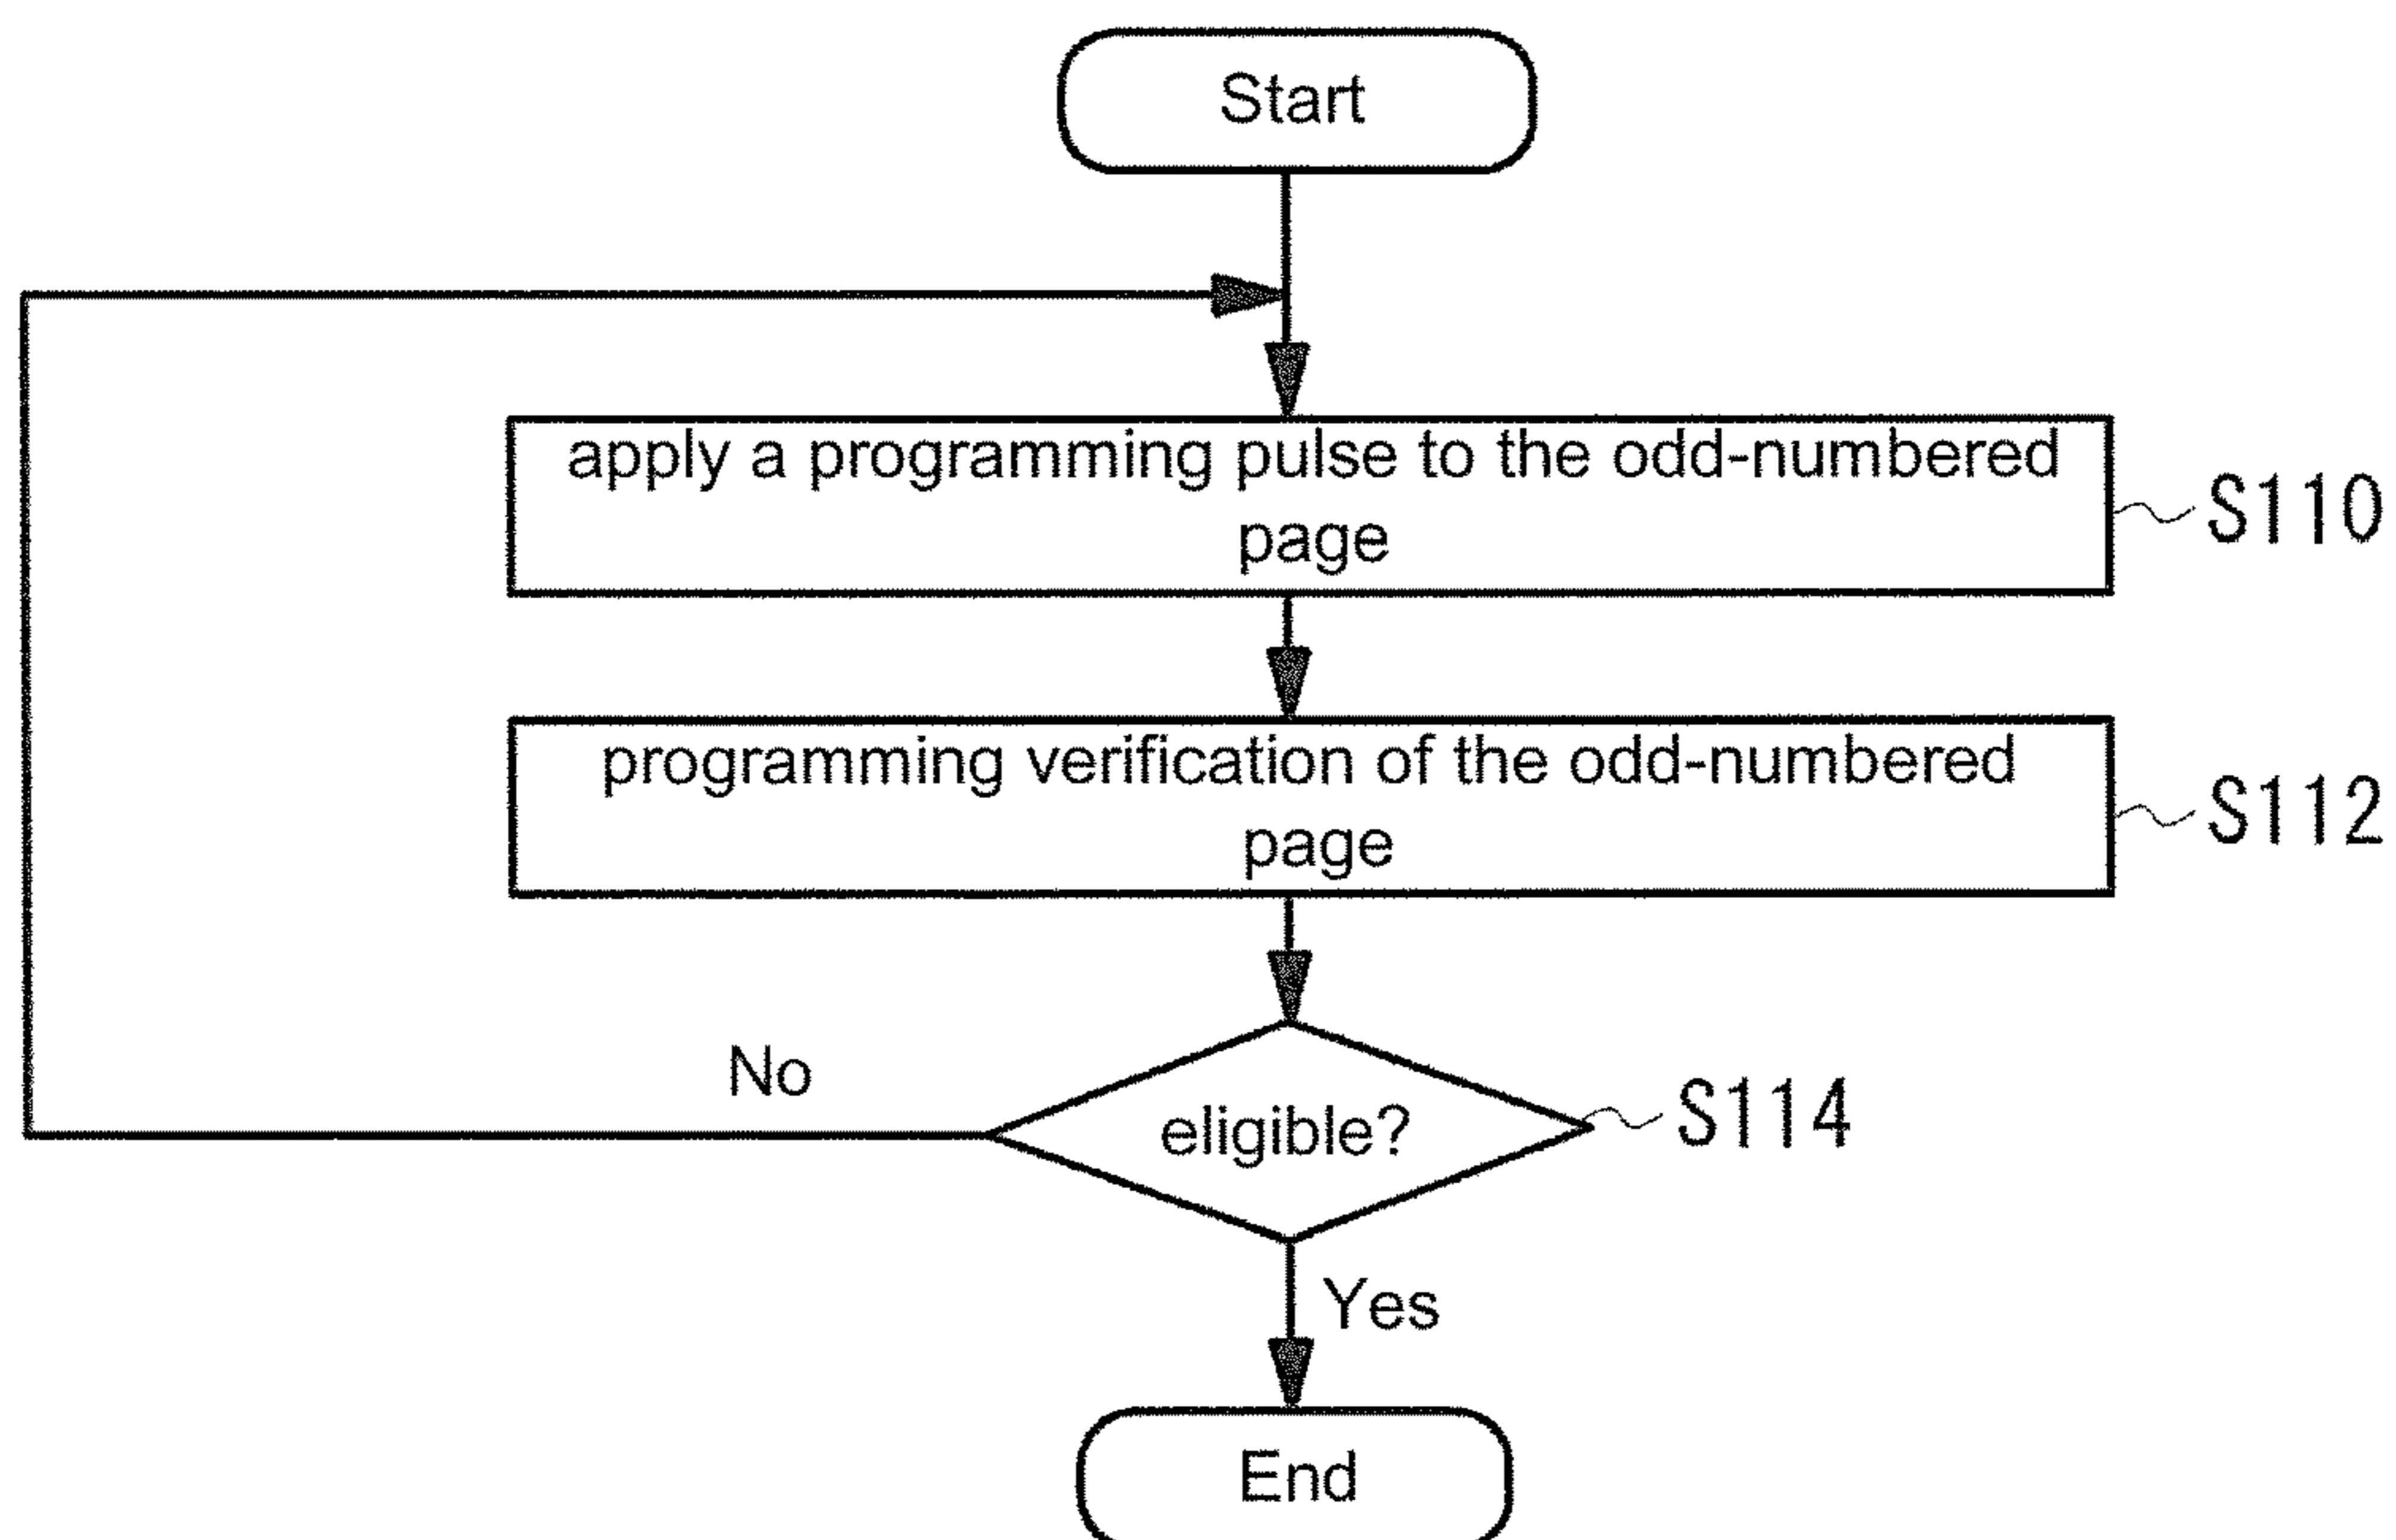 Start
apply a programming pulse to the odd-numbered
page
S110
programming verification of the odd-numbered
page
S112
No
eligible?
S114
Yes
End